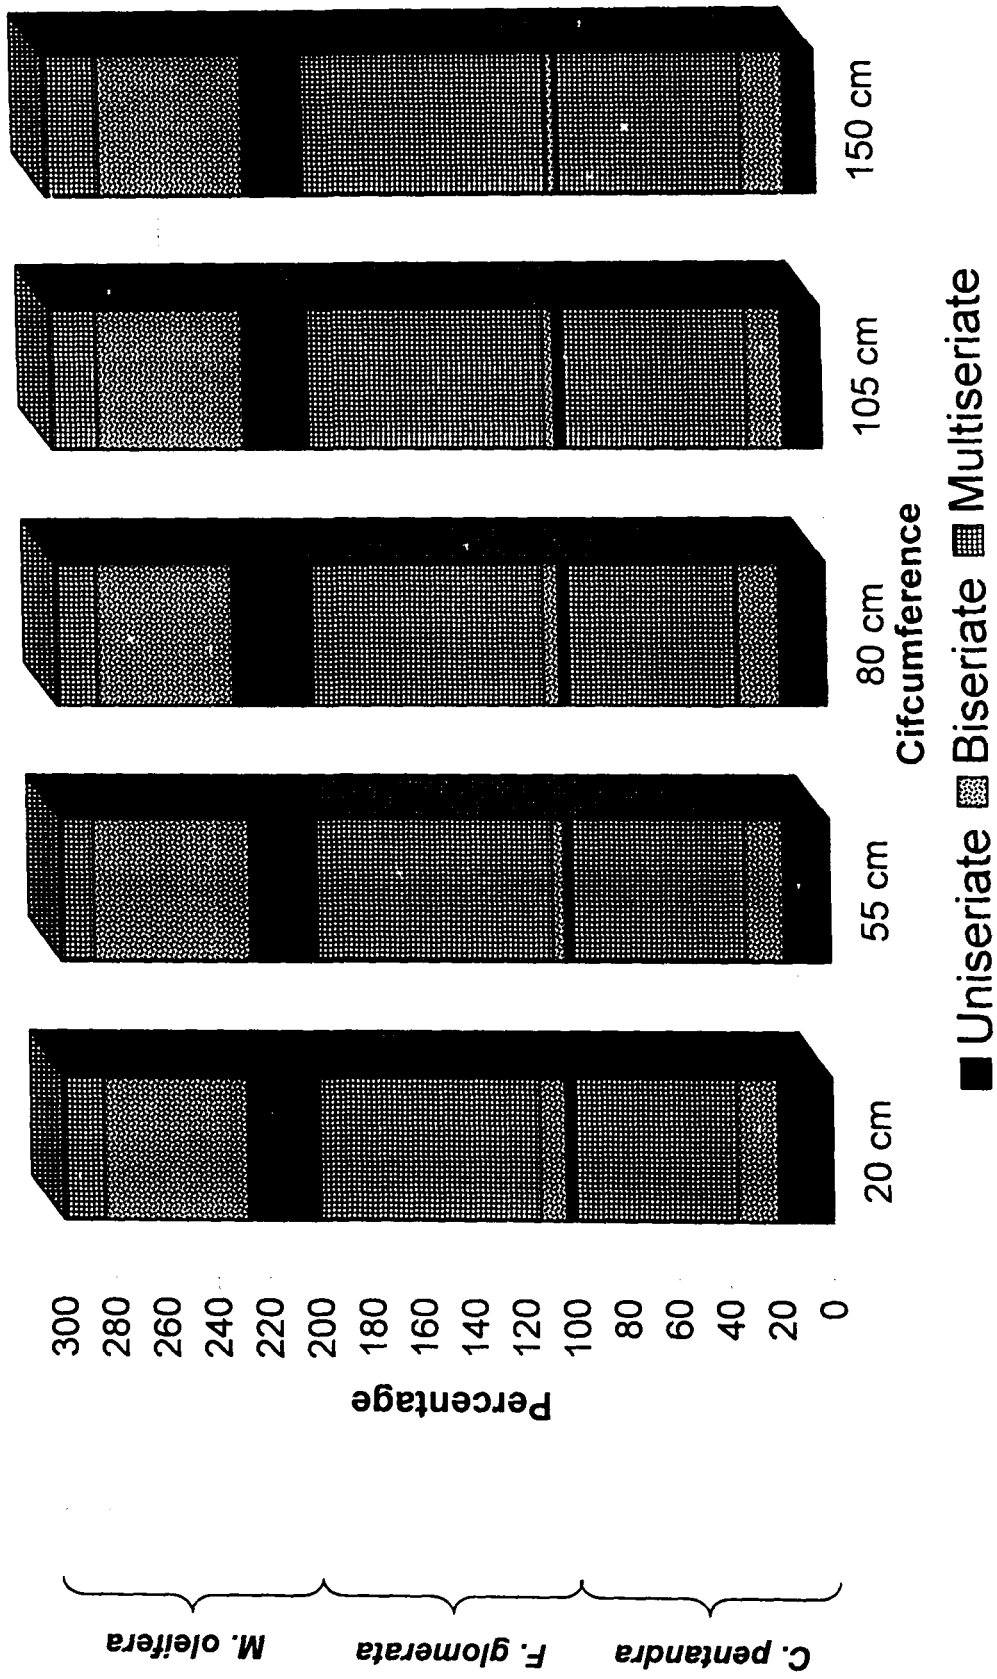 M. oleifera
F. glomerata
C. pentandra
Percentage
300
280
260
240
220
200
180
160
140
120
100
80
60
40
20
0
20 cm
55 cm
80 cm
105 cm
150 cm
Cifcumference
Uniseriate Biseriate Multiseriate